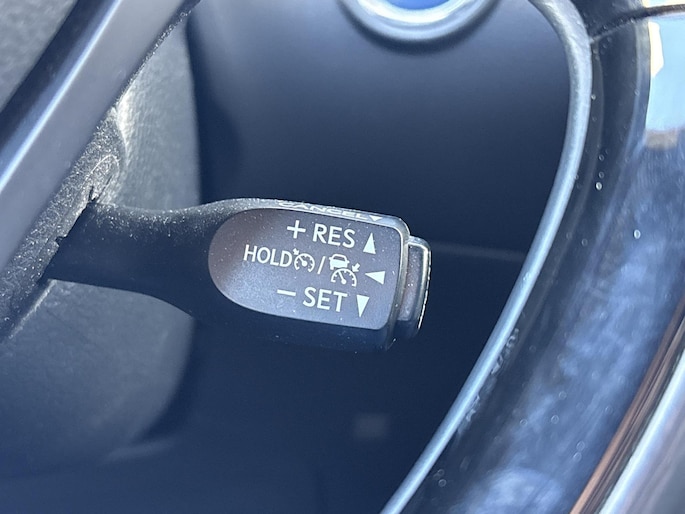 CANCEL
+ RES
HOLD /
− SET